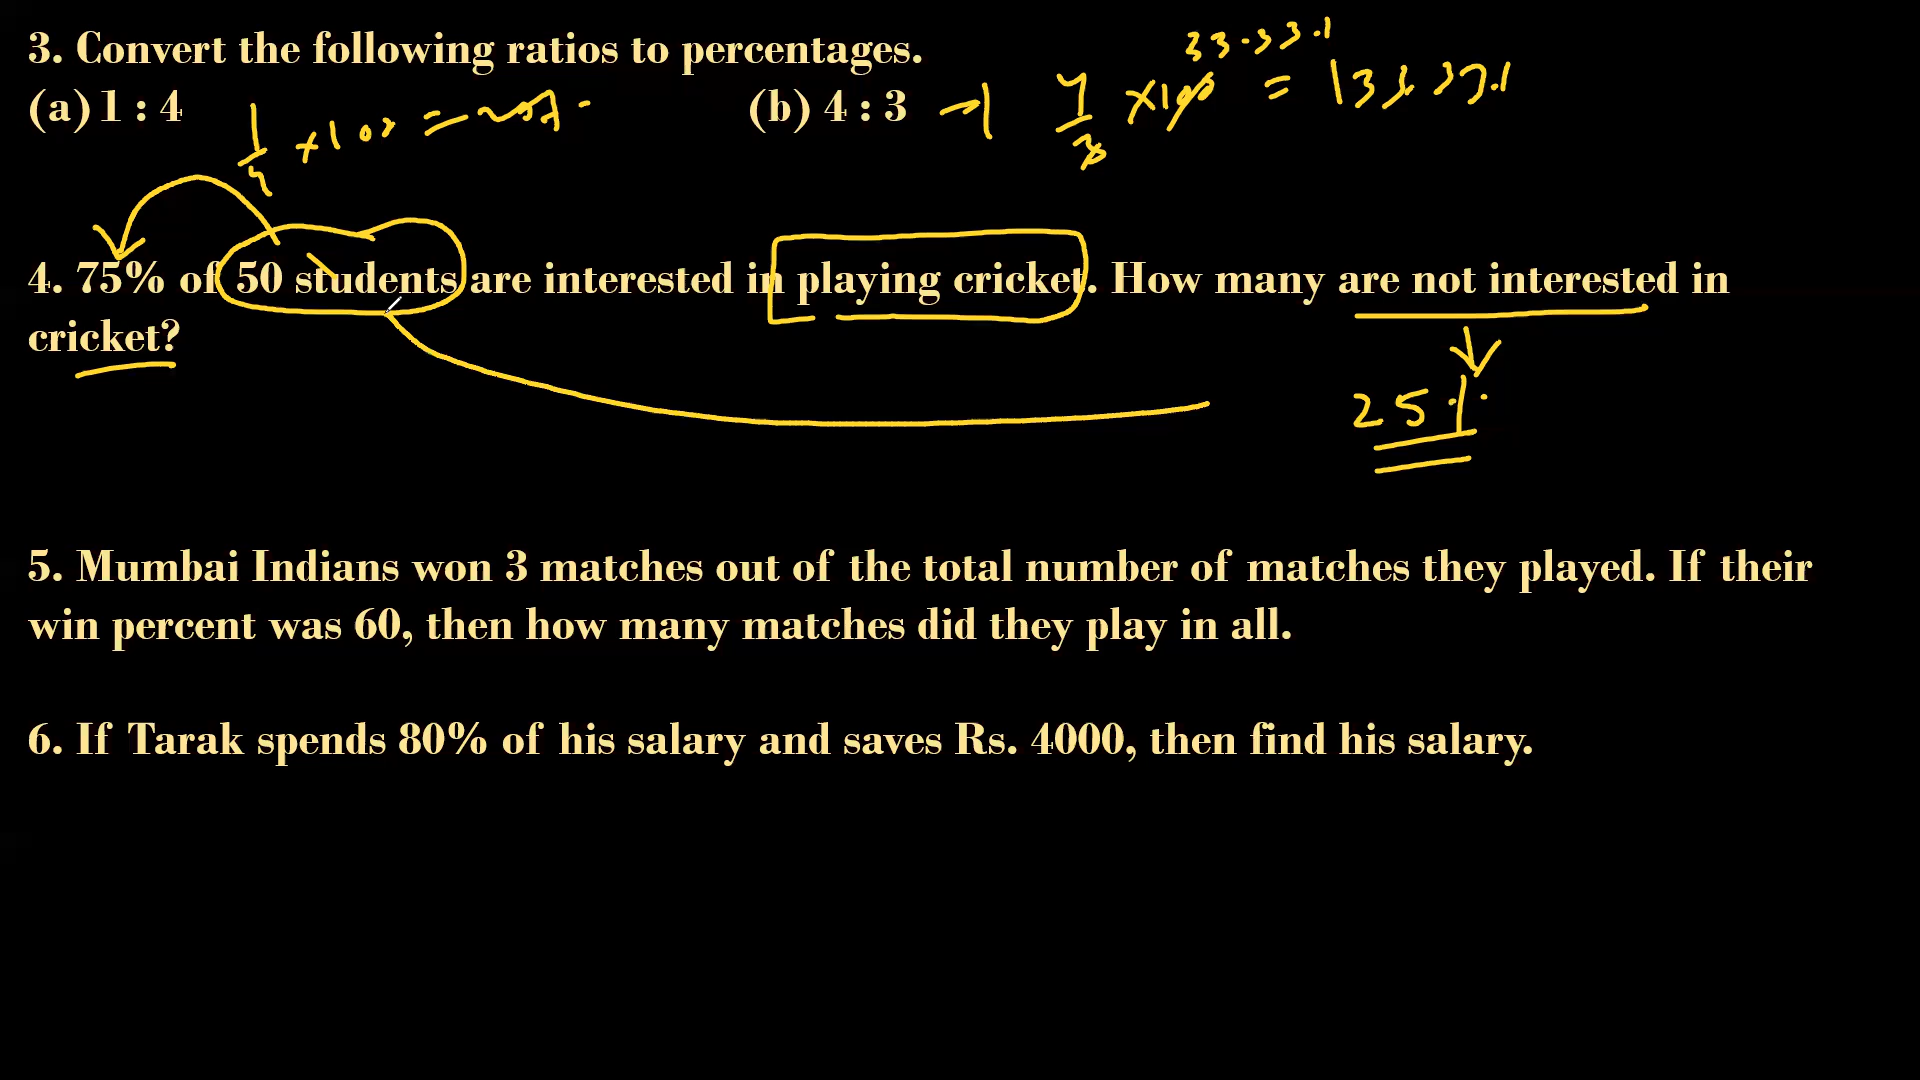 3. Convert the following ratios to percentages.
33.33%
(a) 1 : 4 1/4 × 100 = 25% (b) 4 : 3 → 4/3 × 100 = 133.33%
4. 75% of 50 students are interested in playing cricket. How many are not interested in
cricket?
25%
5. Mumbai Indians won 3 matches out of the total number of matches they played. If their
win percent was 60, then how many matches did they play in all.
6. If Tarak spends 80% of his salary and saves Rs. 4000, then find his salary.